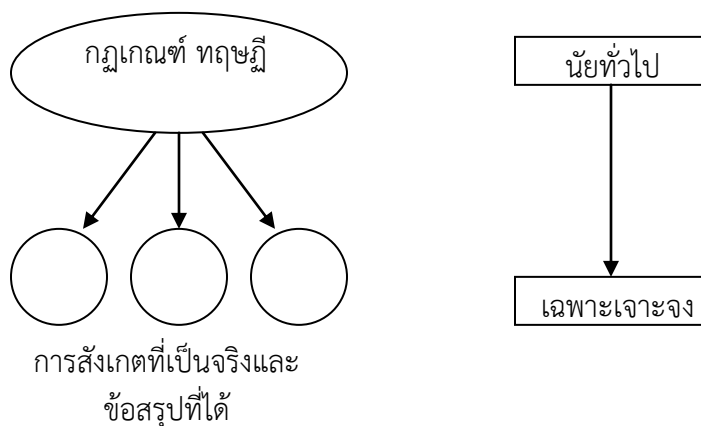 กฎเกณฑ์ ทฤษฎี
การสังเกตที่เป็นจริงและ
ข้อสรุปที่ได้
นัยทั่วไป
เฉพาะเจาะจง